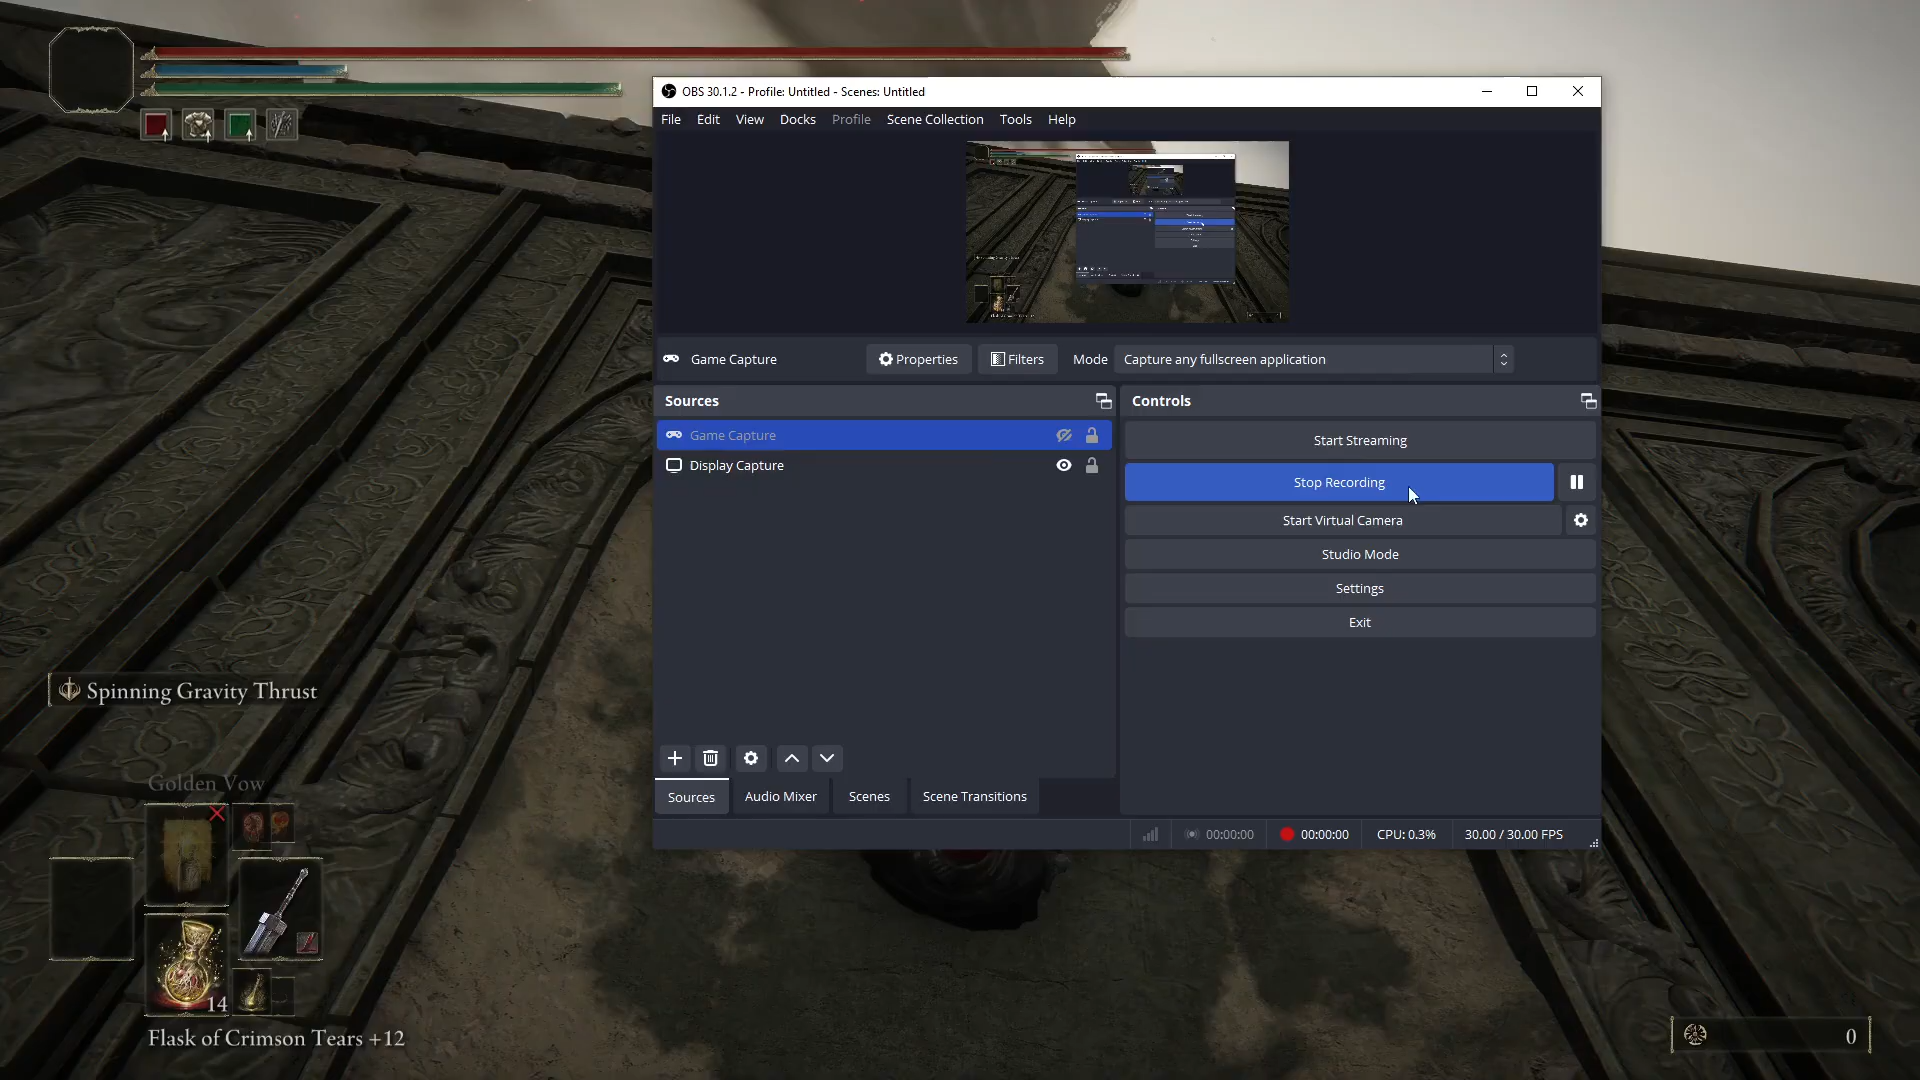 OBS 30.1.2 - Profile: Untitled - Scenes: Untitled
File Edit View Docks Profile Scene Collection Tools Help
Game Capture Properties Filters Mode Capture any fullscreen application
Sources
Controls
Game Capture
Display Capture
Start Streaming
Stop Recording
Start Virtual Camera
Studio Mode
Settings
Exit
Sources Audio Mixer Scenes Scene Transitions
00:00:00 00:00:00 CPU: 0.3% 30.00 / 30.00 FPS
Spinning Gravity Thrust
Golden Vow
14
Flask of Crimson Tears +12
0